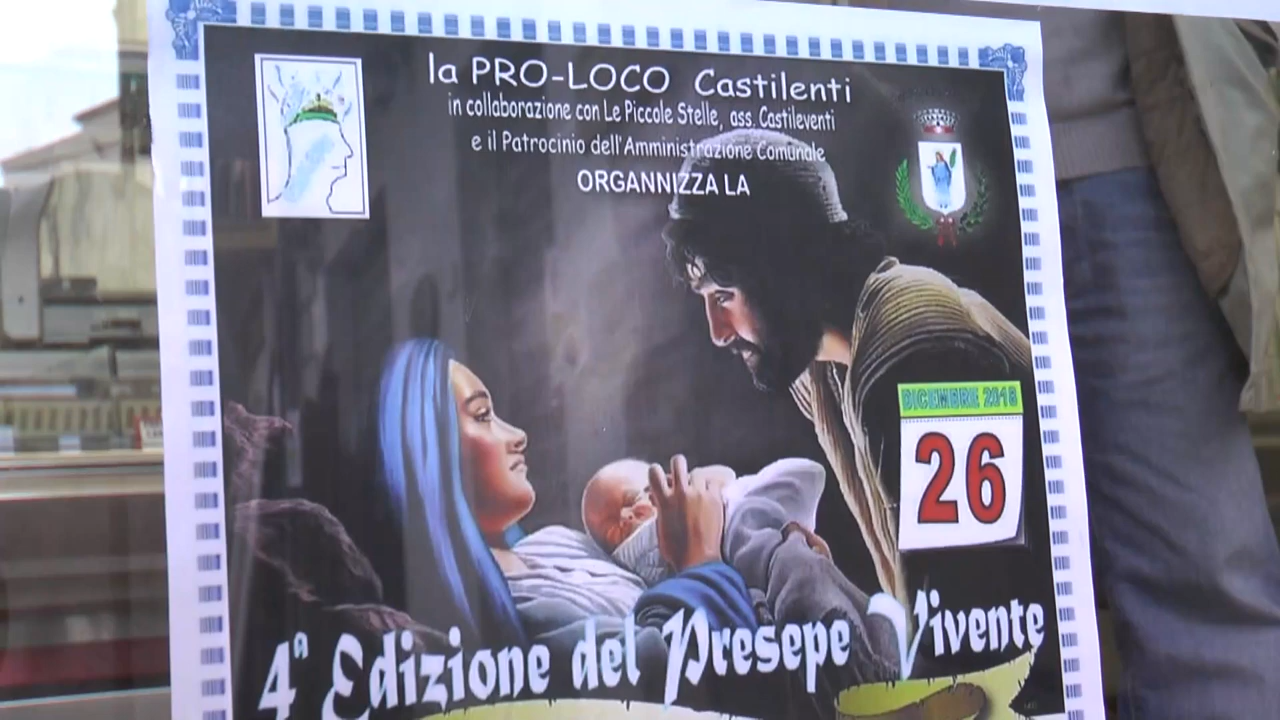 la PRO-LOCO Castilenti
in collaborazione con Le Piccole Stelle, ass. Castileventi
e il Patrocinio dell'Amministrazione Comunale
ORGANNIZZA LA
DICEMBRE 2018
26
4ª Edizione del Presepe Vivente